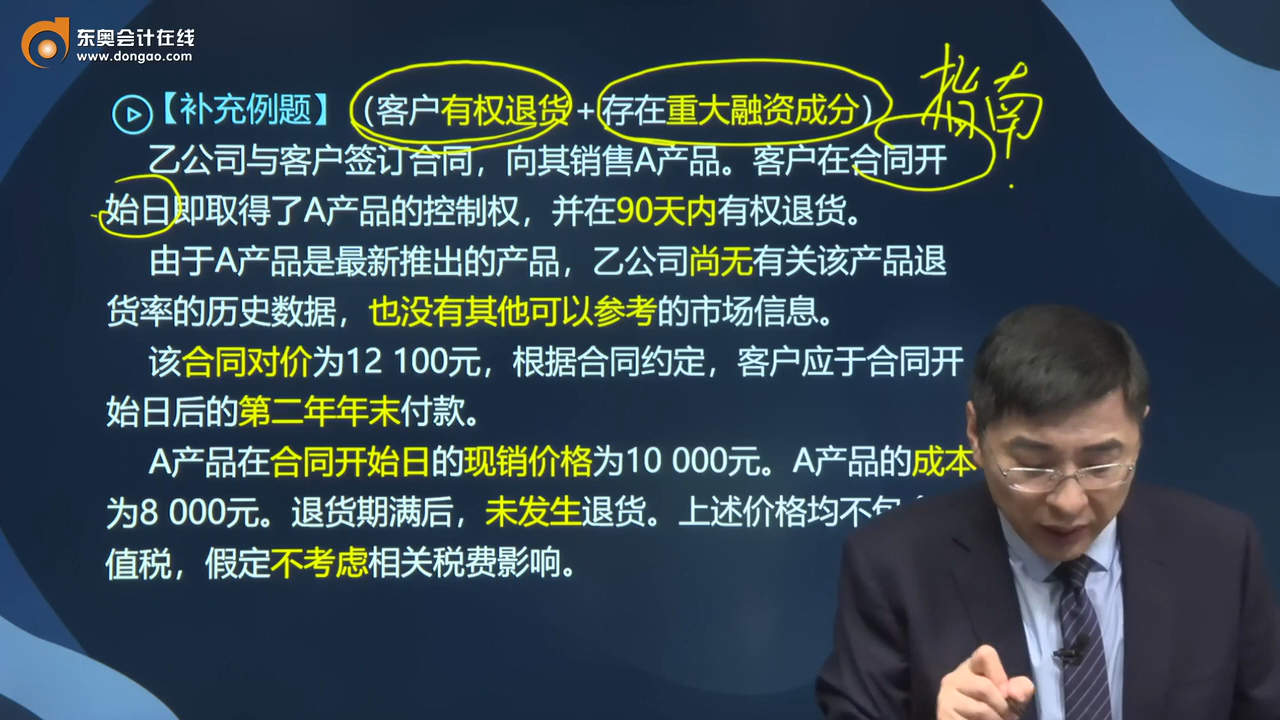 东奥会计在线
www.dongao.com
指南
【补充例题】（客户有权退货+存在重大融资成分）
乙公司与客户签订合同，向其销售A产品。客户在合同开
始日即取得了A产品的控制权，并在90天内有权退货。
由于A产品是最新推出的产品，乙公司尚无有关该产品退
货率的历史数据，也没有其他可以参考的市场信息。
该合同对价为12 100元，根据合同约定，客户应于合同开
始日后的第二年年末付款。
A产品在合同开始日的现销价格为10 000元。A产品的成本
为8 000元。退货期满后，未发生退货。上述价格均不包
值税，假定不考虑相关税费影响。